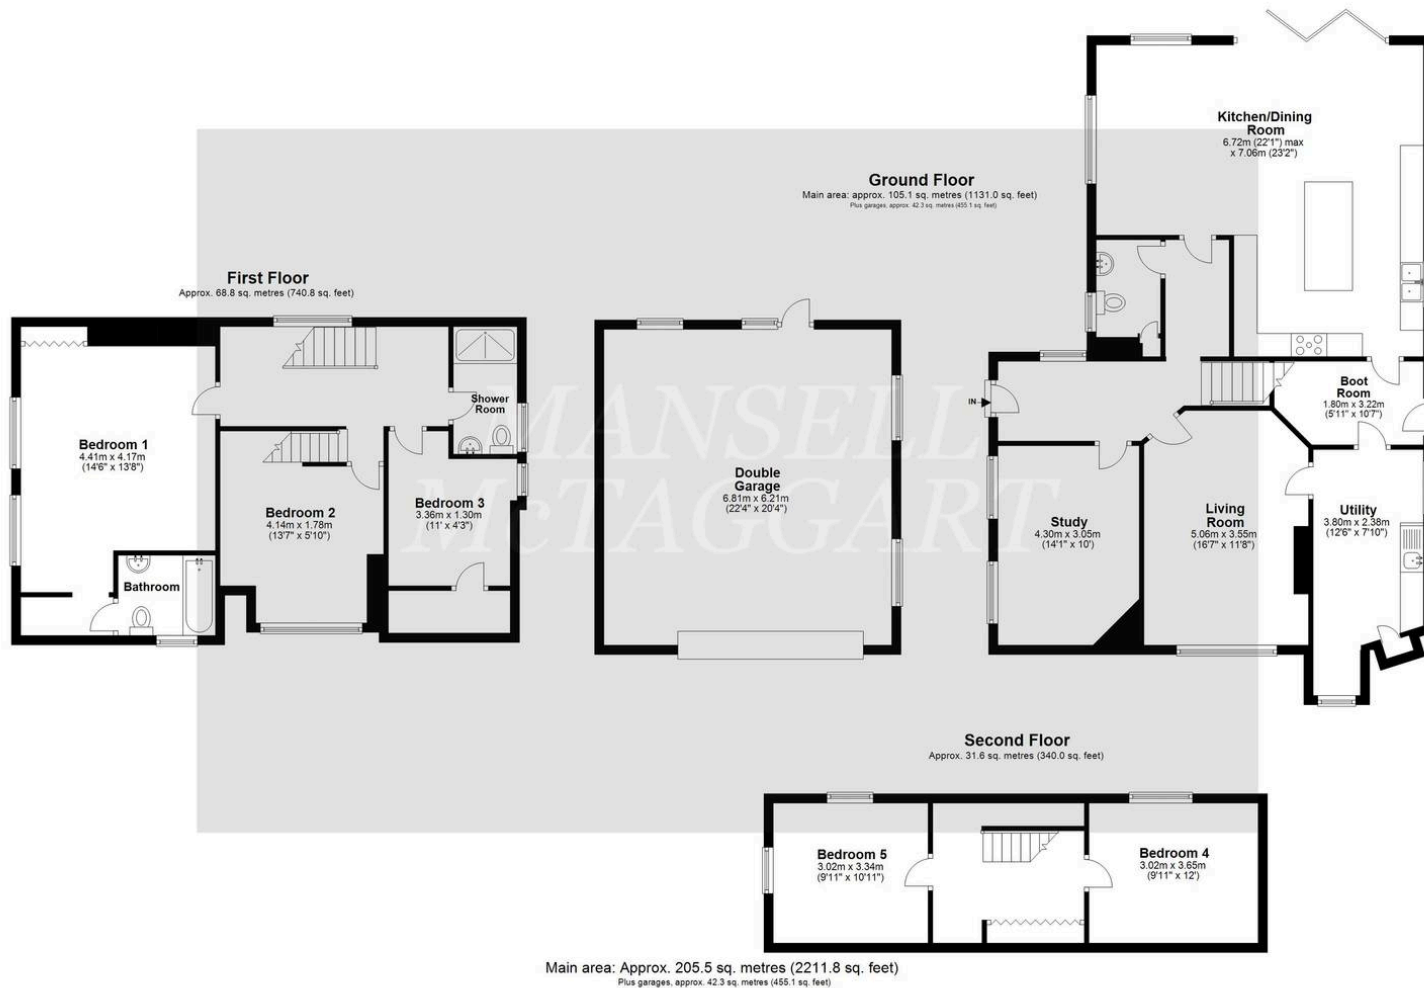 Kitchen/Dining
Room
6.72m (22'1") max
x 7.06m (23'2")
Ground Floor
Main area: approx. 105.1 sq. metres (1131.0 sq. feet)
Plus garages, approx. 42.3 sq. metres (455.1 sq. feet)
First Floor
Approx. 68.8 sq. metres (740.8 sq. feet)
Bedroom 1
4.41m x 4.17m
(14'6" x 13'8")
Shower
Room
Bedroom 2
4.14m x 1.78m
(13'7" x 5'10")
Bedroom 3
3.36m x 1.30m
(11' x 4'3")
Bathroom
MANSELL
McTAGGART
Double
Garage
6.81m x 6.21m
(22'4" x 20'4")
IN
Boot
Room
1.80m x 3.22m
(5'11" x 10'7")
Study
4.30m x 3.05m
(14'1" x 10')
Living
Room
5.06m x 3.55m
(16'7" x 11'8")
Utility
3.80m x 2.38m
(12'6" x 7'10")
Second Floor
Approx. 31.6 sq. metres (340.0 sq. feet)
Bedroom 5
3.02m x 3.34m
(9'11" x 10'11")
Bedroom 4
3.02m x 3.65m
(9'11" x 12')
Main area: Approx. 205.5 sq. metres (2211.8 sq. feet)
Plus garages, approx. 42.3 sq. metres (455.1 sq. feet)